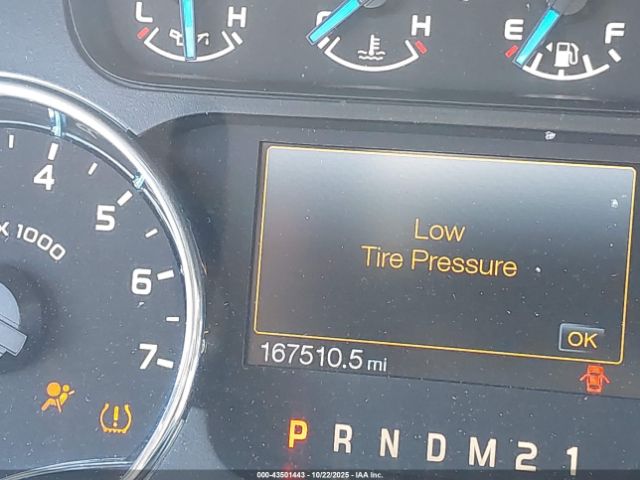 L H C H E F
4
5
x 1000
6
7
Low
Tire Pressure
OK
167510.5 mi
P R N D M 2 1
000-43501443 - 10/22/2025 - IAA Inc.